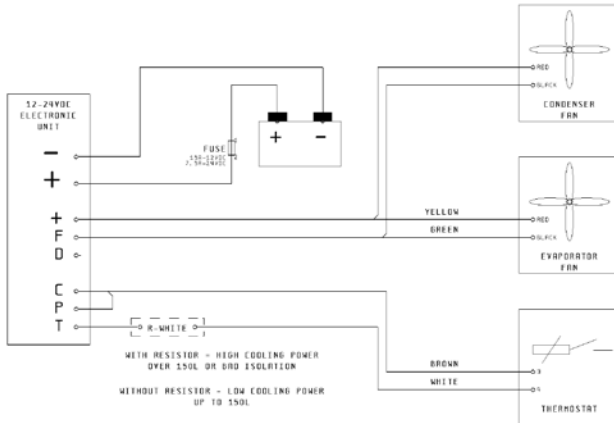 12-24VDC
ELECTRONIC
UNIT
-
+
+
F
D
C
P
T
FUSE
15A-12VDC
7.5A-24VDC
+ -
RED
BLACK
CONDENSER
FAN
YELLOW
GREEN
RED
BLACK
EVAPORATOR
FAN
R-WHITE
WITH RESISTOR - HIGH COOLING POWER
OVER 150L OR BAD ISOLATION
WITHOUT RESISTOR - LOW COOLING POWER
UP TO 150L
BROWN
WHITE
THERMOSTAT